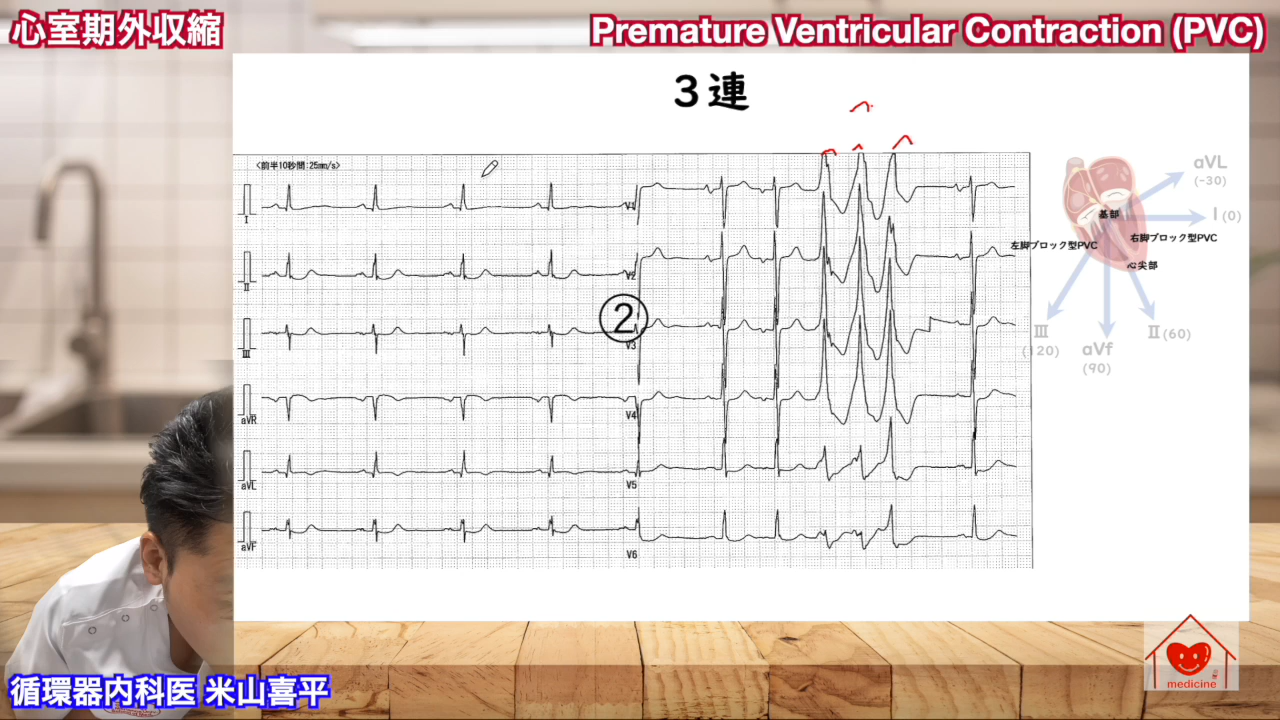 心室期外収縮
Premature Ventricular Contraction (PVC)
３連
<前半10秒間:25mm/s>
I
II
III
aVR
aVL
aVF
V1
V2
②
V3
V4
V5
V6
aVL
(-30)
I (0)
基部
左脚ブロック型PVC
右脚ブロック型PVC
心尖部
III
(120)
aVf
(90)
II (60)
循環器内科医 米山喜平
medicine